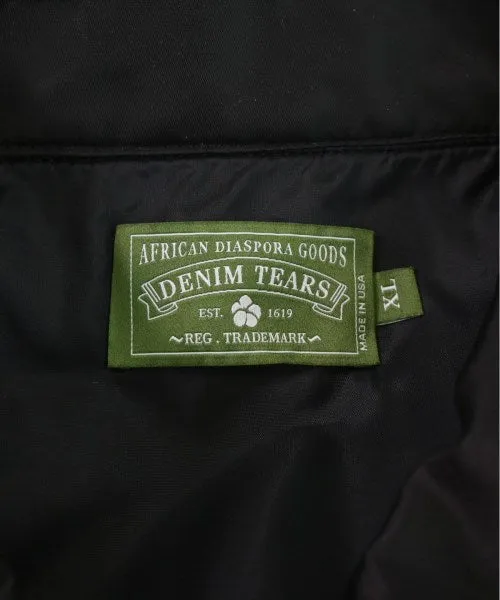 AFRICAN DIASPORA GOODS
DENIM TEARS
EST. 1619
~REG. TRADEMARK~
MADE IN USA
XL